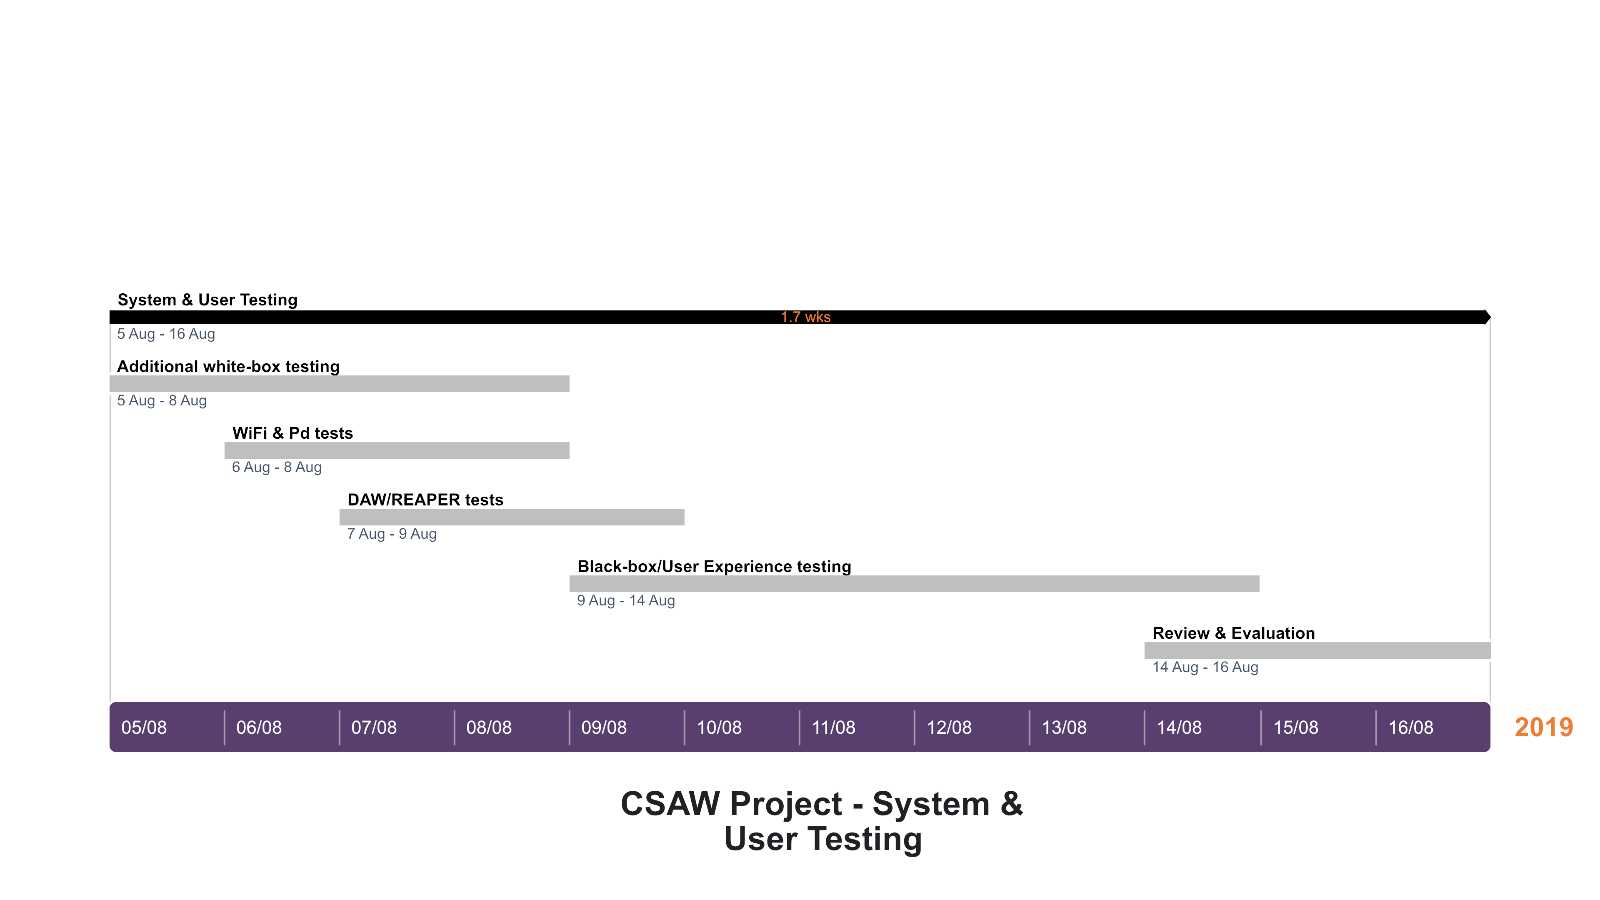 System & User Testing
1.7 wks
5 Aug - 16 Aug
Additional white-box testing
5 Aug - 8 Aug
WiFi & Pd tests
6 Aug - 8 Aug
DAW/REAPER tests
7 Aug - 9 Aug
Black-box/User Experience testing
9 Aug - 14 Aug
Review & Evaluation
14 Aug - 16 Aug
05/08 06/08 07/08 08/08 09/08 10/08 11/08 12/08 13/08 14/08 15/08 16/08 2019
CSAW Project - System &
User Testing